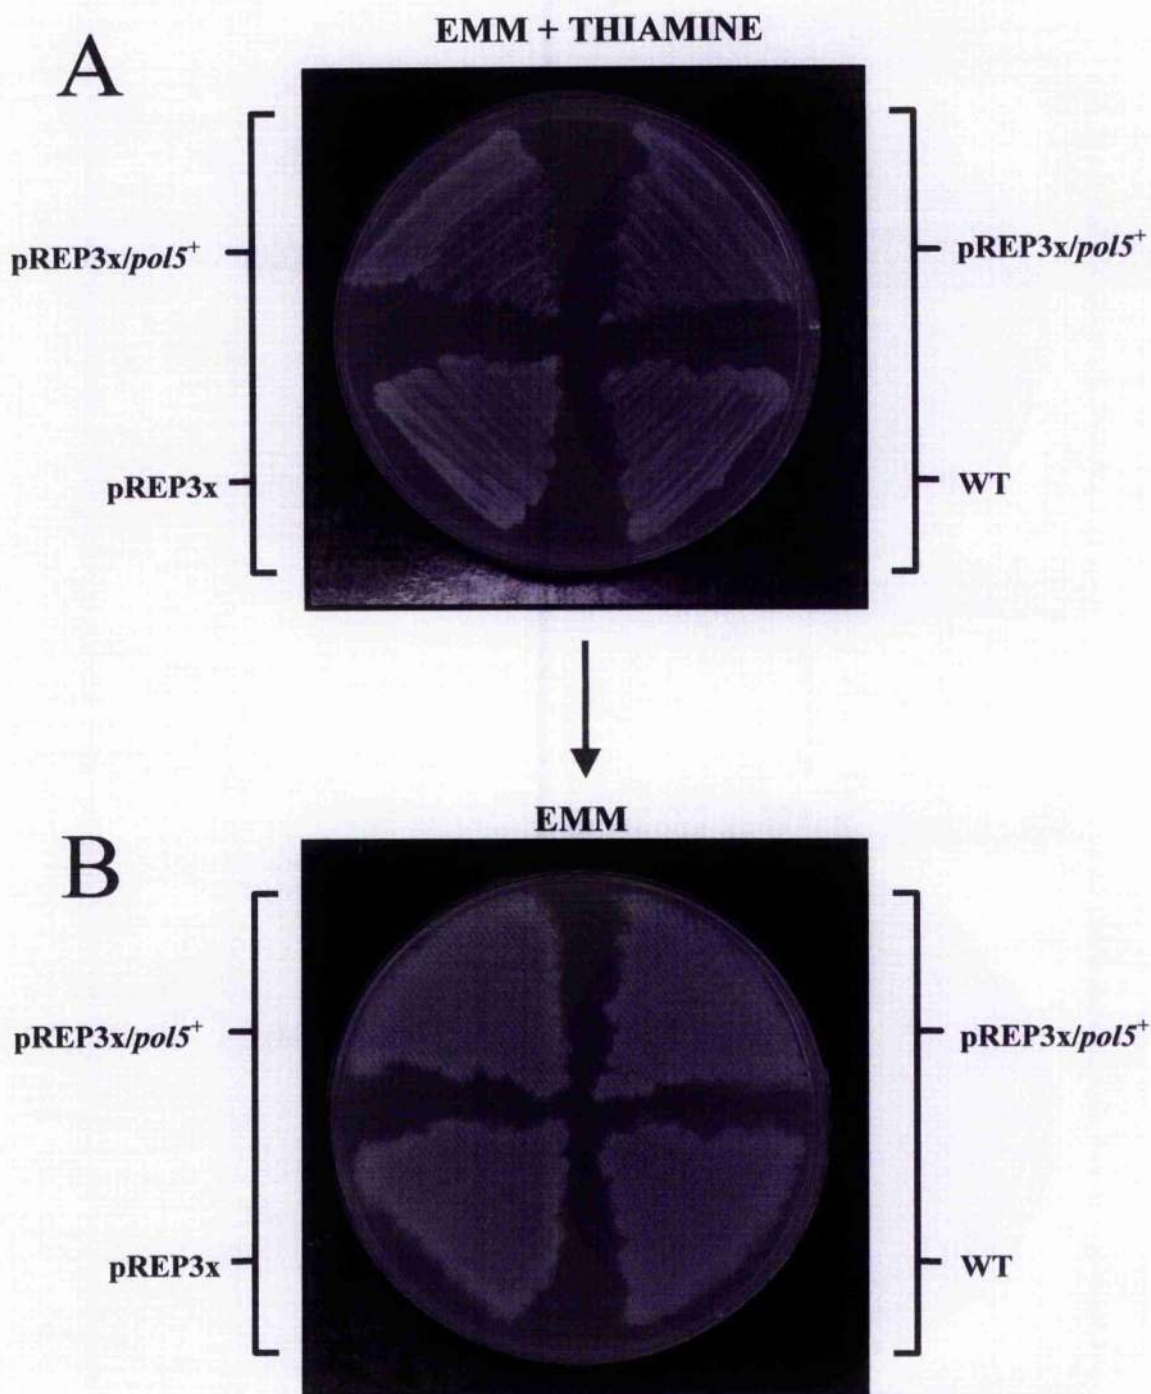 A
EMM + THIAMINE
pREP3x/pol5⁺
pREP3x/pol5⁺
pREP3x
WT
B
EMM
pREP3x/pol5⁺
pREP3x/pol5⁺
pREP3x
WT